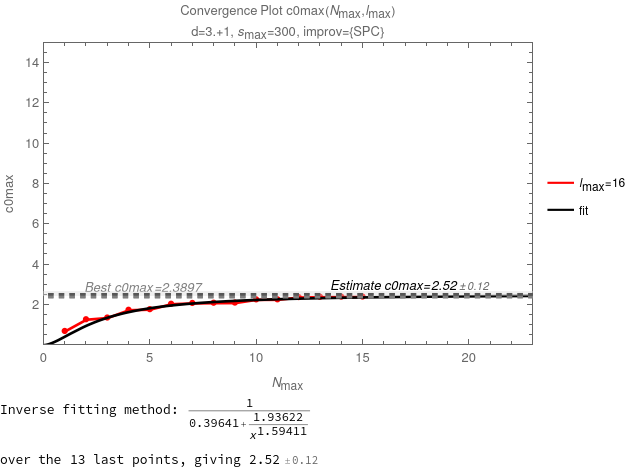 Convergence Plot c0max(Nmax,lmax)
d=3.+1, smax=300, improv={SPC}
14
12
10
8
6
4
2
c0max
lmax=16
fit
Best c0max=2.3897
Estimate c0max=2.52 ±0.12
0 5 10 15 20
Nmax
Inverse fitting method: 1
0.39641+ 1.93622
x^1.59411
over the 13 last points, giving 2.52 ±0.12